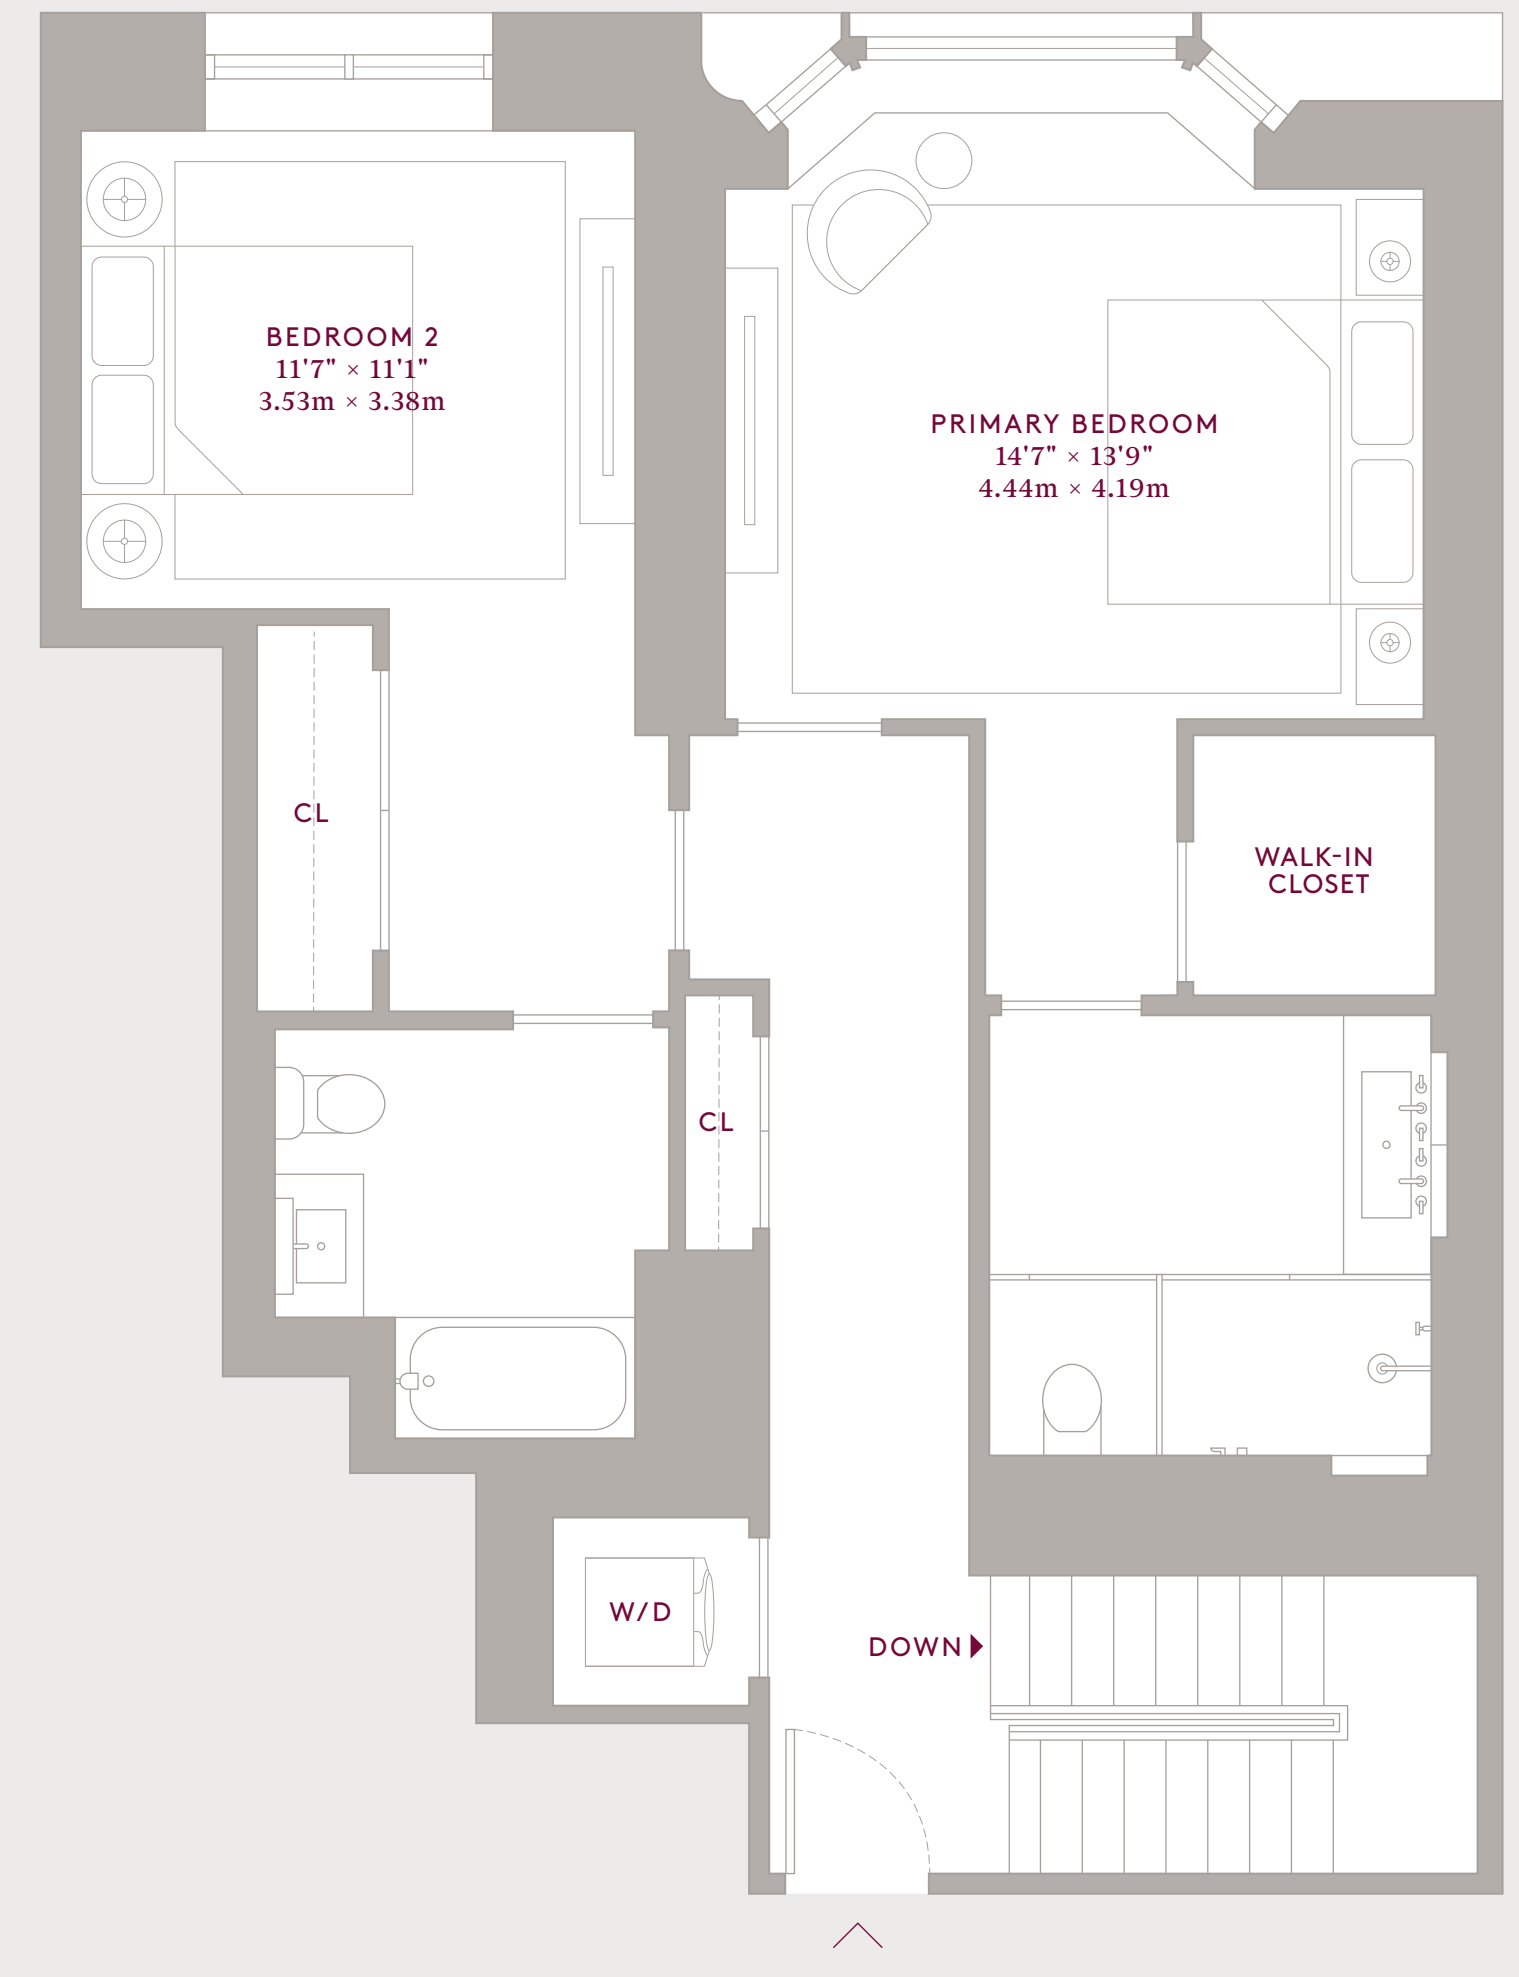 BEDROOM 2
11'7" × 11'1"
3.53m × 3.38m
PRIMARY BEDROOM
14'7" × 13'9"
4.44m × 4.19m
CL
WALK-IN
CLOSET
CL
W/D
DOWN